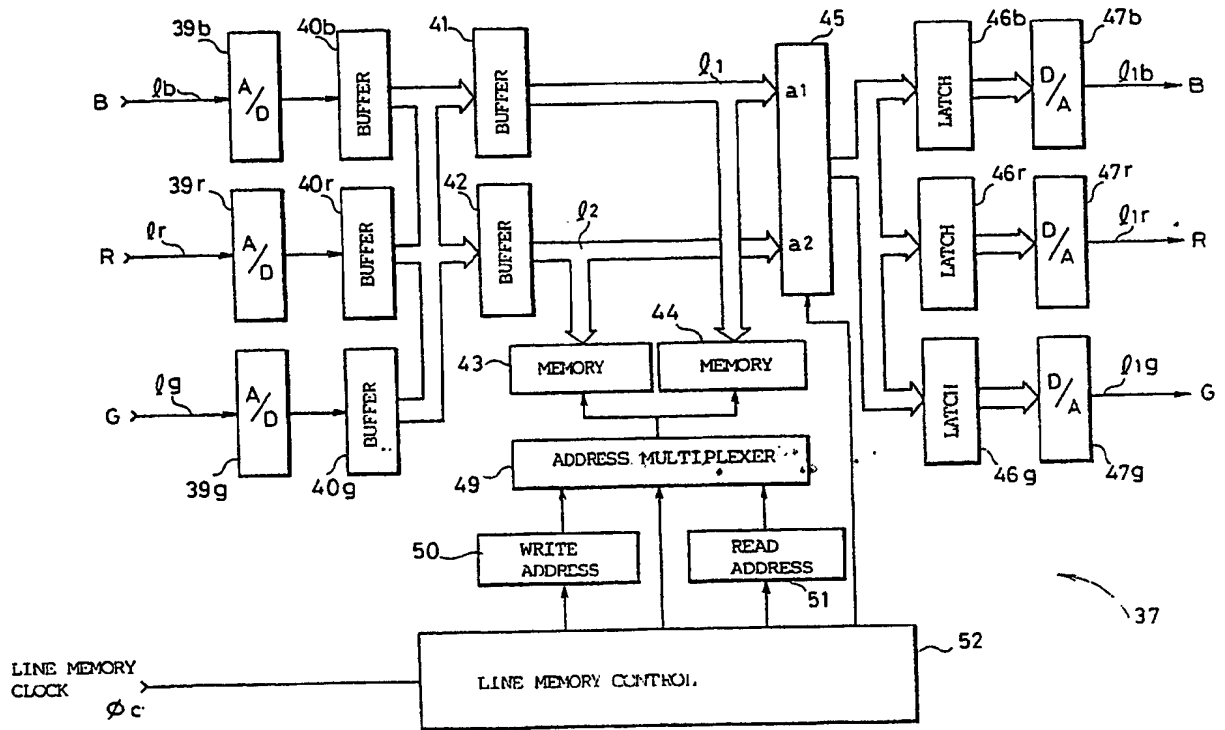 39b 40b 41 45 46b 47b
B ℓb A/D BUFFER BUFFER ℓ1 a1 LATCH D/A ℓ1b B
39r 40r 42 46r 47r
R ℓr A/D BUFFER BUFFER ℓ2 a2 LATCH D/A ℓ1r R
43 MEMORY 44 MEMORY
G ℓg A/D BUFFER LATCH D/A ℓ1g G
39g 40g 49 ADDRESS MULTIPLEXER 46g 47g
50 WRITE ADDRESS READ ADDRESS 51
37
52
LINE MEMORY CLOCK
øc
LINE MEMORY CONTROL